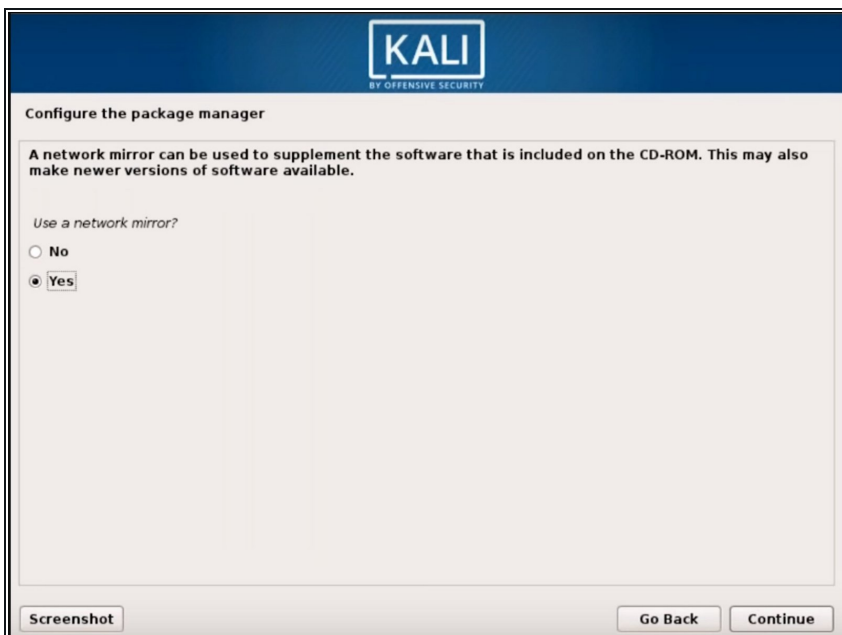 KALI
BY OFFENSIVE SECURITY
Configure the package manager
A network mirror can be used to supplement the software that is included on the CD-ROM. This may also
make newer versions of software available.
Use a network mirror?
No
Yes
Screenshot
Go Back
Continue